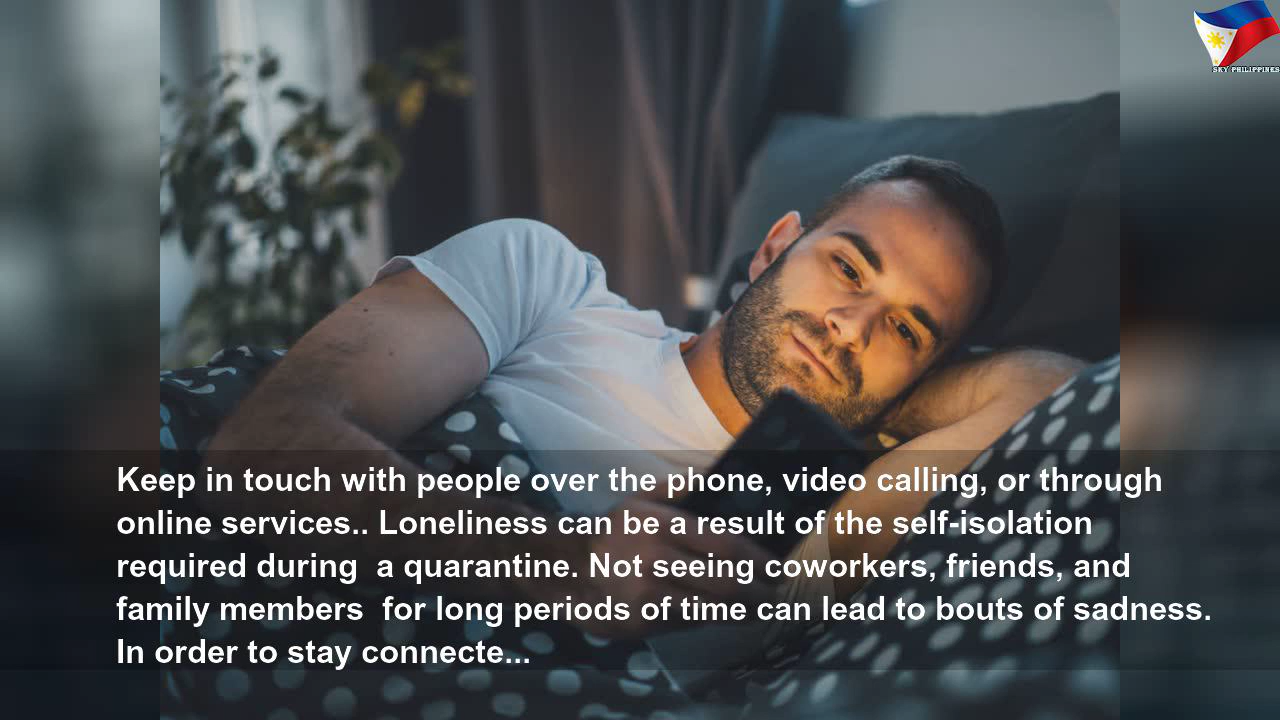 SKY PHILIPPINES
Keep in touch with people over the phone, video calling, or through
online services.. Loneliness can be a result of the self-isolation
required during  a quarantine. Not seeing coworkers, friends, and
family members  for long periods of time can lead to bouts of sadness.
In order to stay connecte...